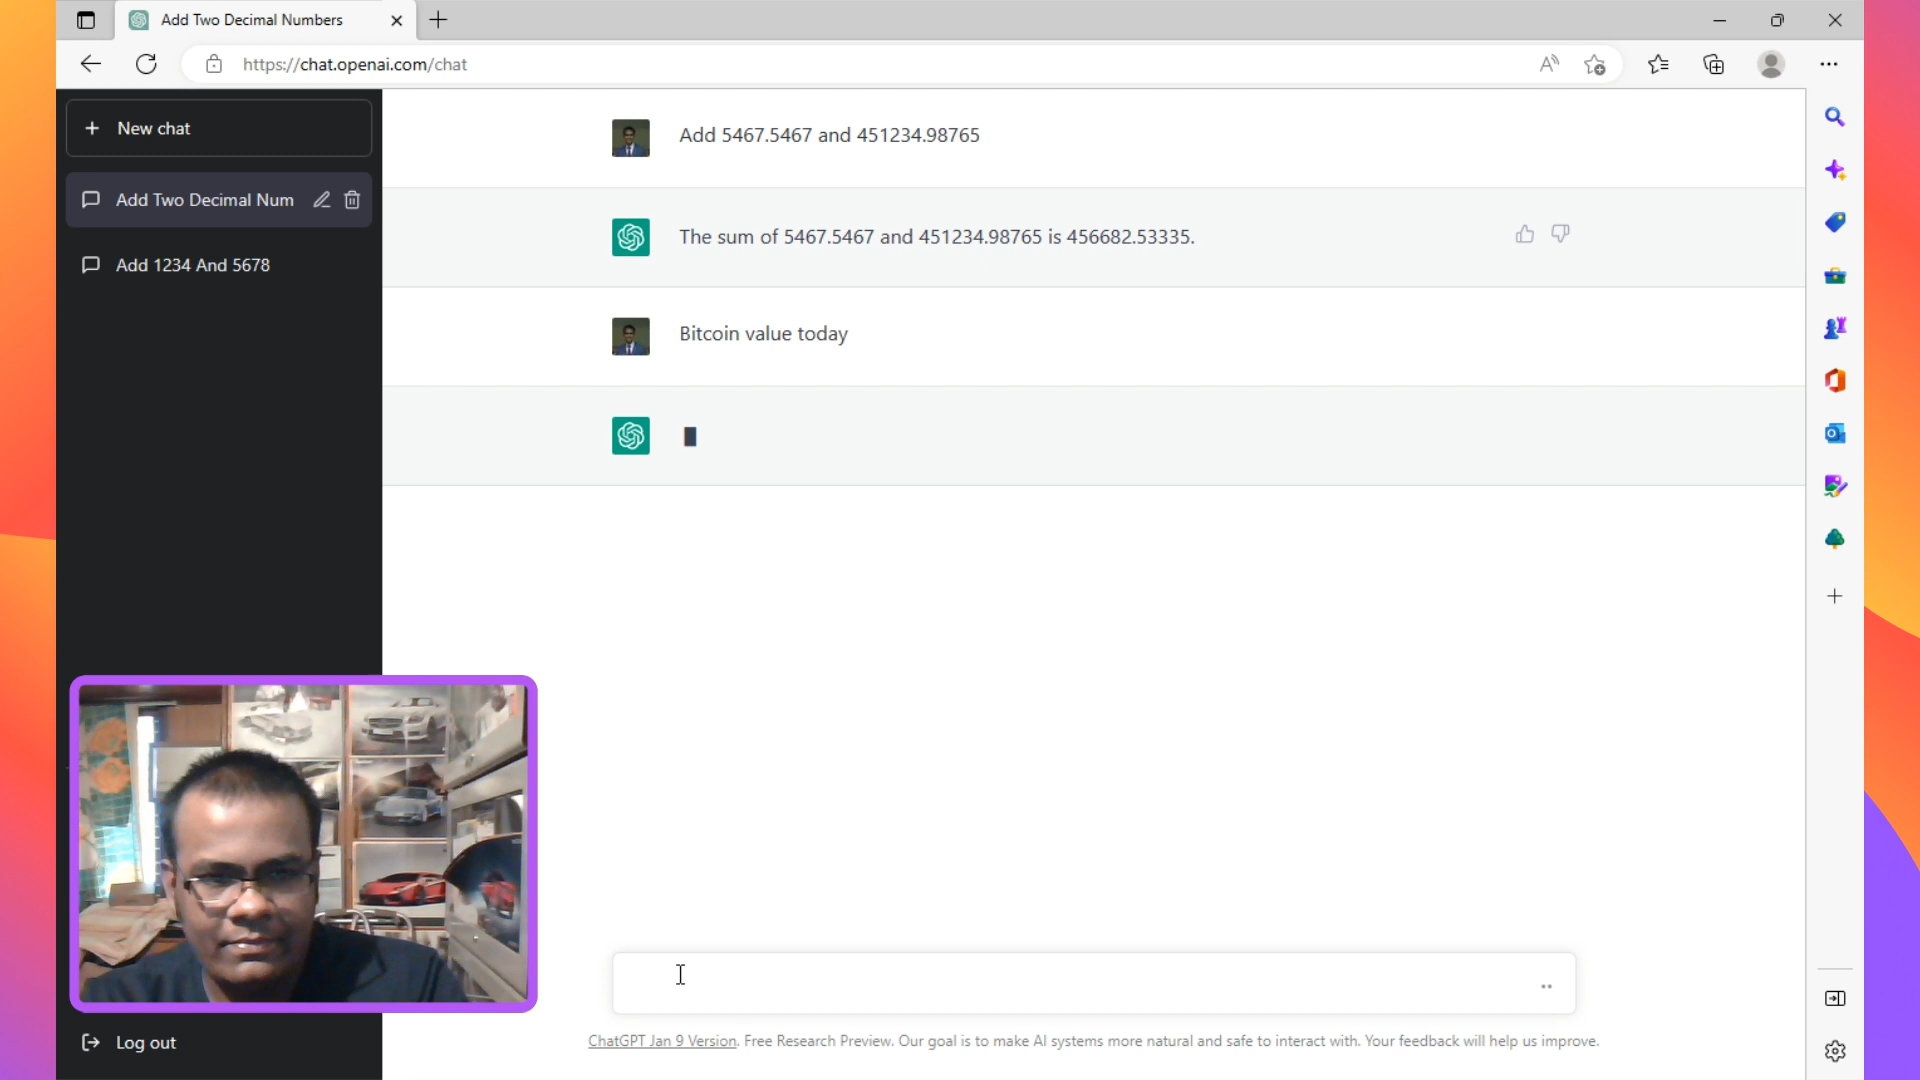 Add Two Decimal Numbers
https://chat.openai.com/chat
New chat
Add 5467.5467 and 451234.98765
Add Two Decimal Num
The sum of 5467.5467 and 451234.98765 is 456682.53335.
Add 1234 And 5678
Bitcoin value today
Log out
ChatGPT Jan 9 Version. Free Research Preview. Our goal is to make AI systems more natural and safe to interact with. Your feedback will help us improve.